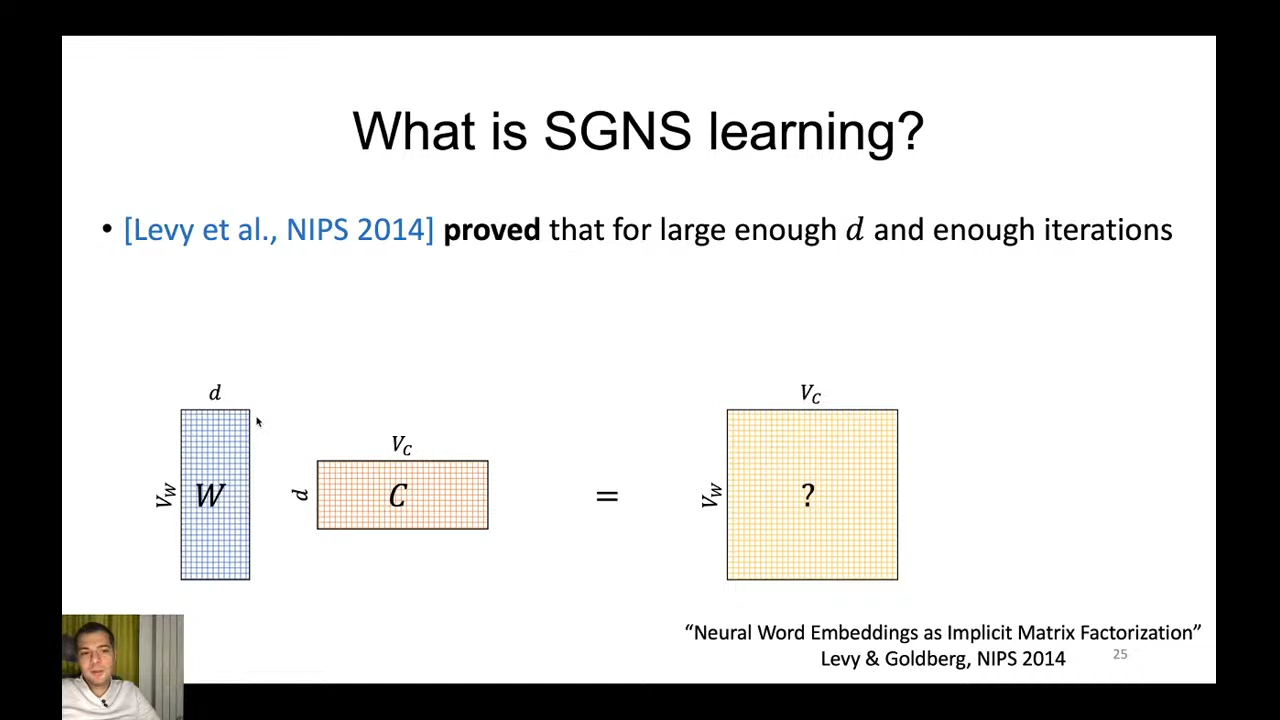 What is SGNS learning?
• [Levy et al., NIPS 2014] proved that for large enough d and enough iterations
d
V_W
W
V_C
d
C
=
V_C
V_W
?
“Neural Word Embeddings as Implicit Matrix Factorization”
Levy & Goldberg, NIPS 2014
25